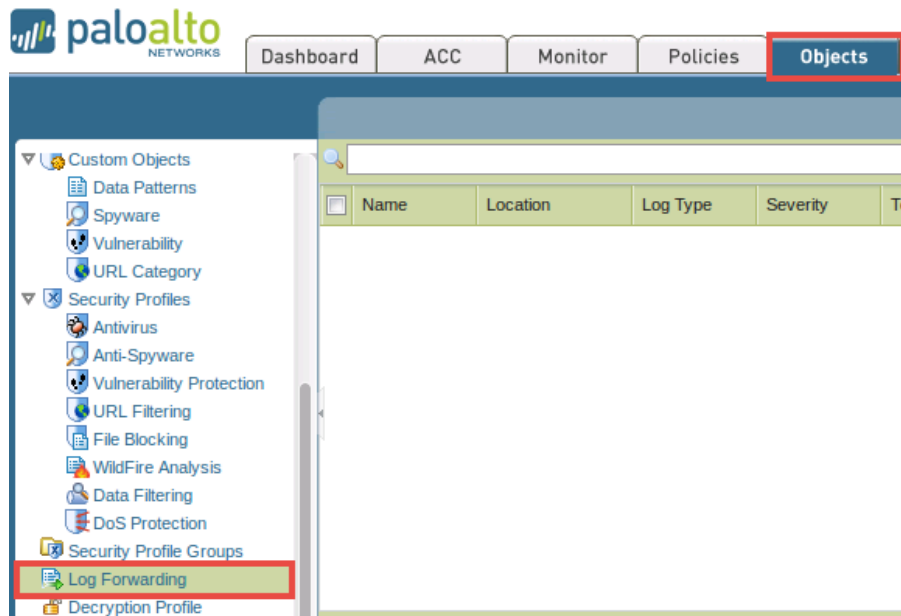 paloalto
NETWORKS
Dashboard ACC Monitor Policies Objects
Custom Objects
Data Patterns
Spyware
Vulnerability
URL Category
Security Profiles
Antivirus
Anti-Spyware
Vulnerability Protection
URL Filtering
File Blocking
WildFire Analysis
Data Filtering
DoS Protection
Security Profile Groups
Log Forwarding
Decryption Profile
Name Location Log Type Severity